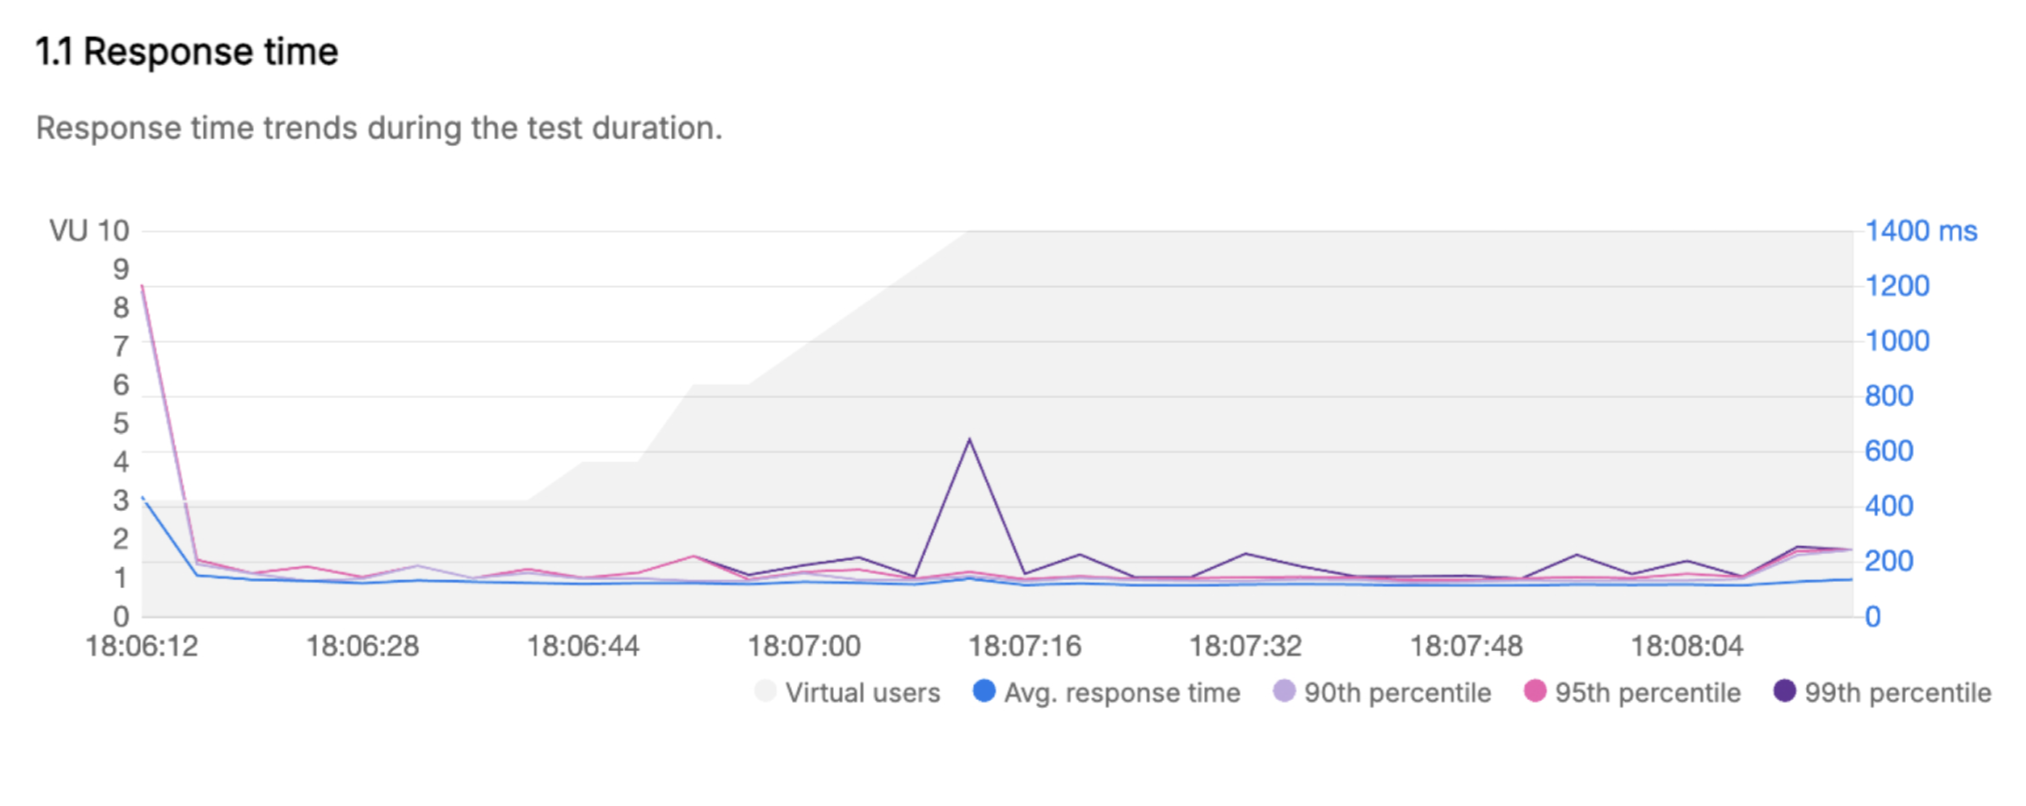 1.1 Response time
Response time trends during the test duration.
VU 10
9
8
7
6
5
4
3
2
1
0
1400 ms
1200
1000
800
600
400
200
0
18:06:12 18:06:28 18:06:44 18:07:00 18:07:16 18:07:32 18:07:48 18:08:04
Virtual users Avg. response time 90th percentile 95th percentile 99th percentile